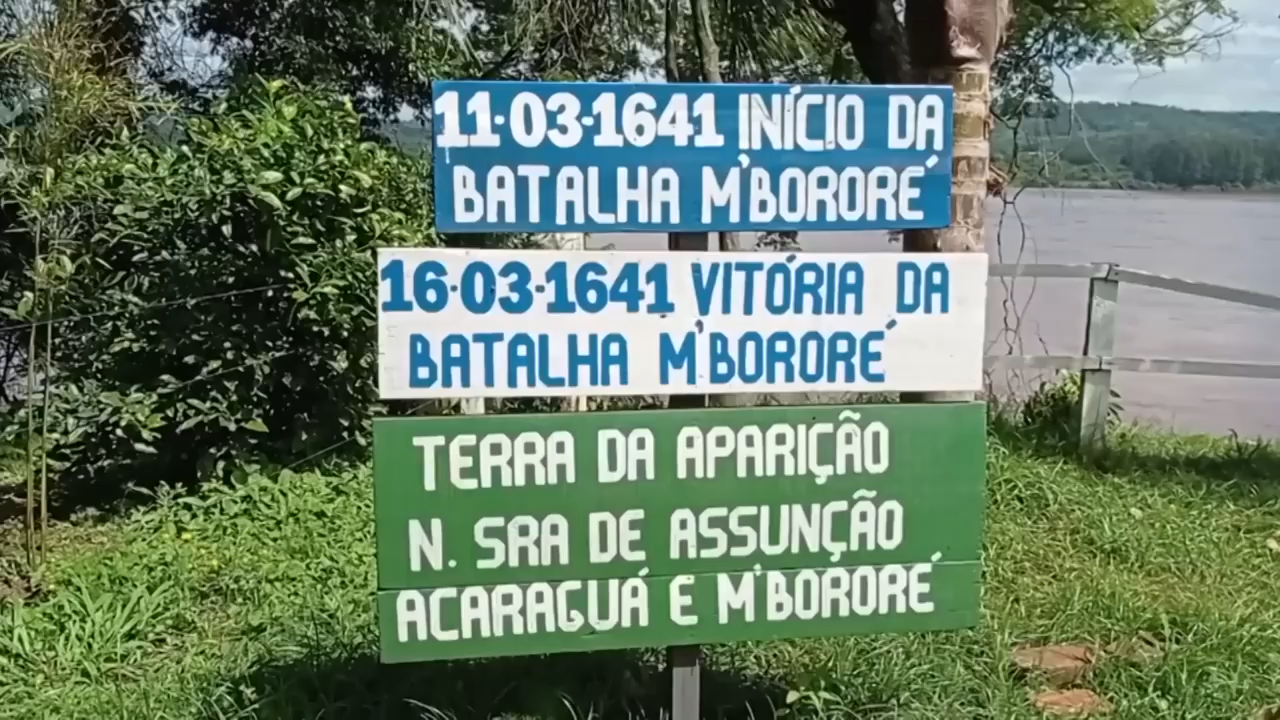 11·03·1641 INÍCIO DA
BATALHA M'BORORÉ
16·03·1641 VITÓRIA DA
BATALHA M'BORORÉ
TERRA DA APARIÇÃO
N. SRA DE ASSUNÇÃO
ACARAGUÁ E M'BORORÉ